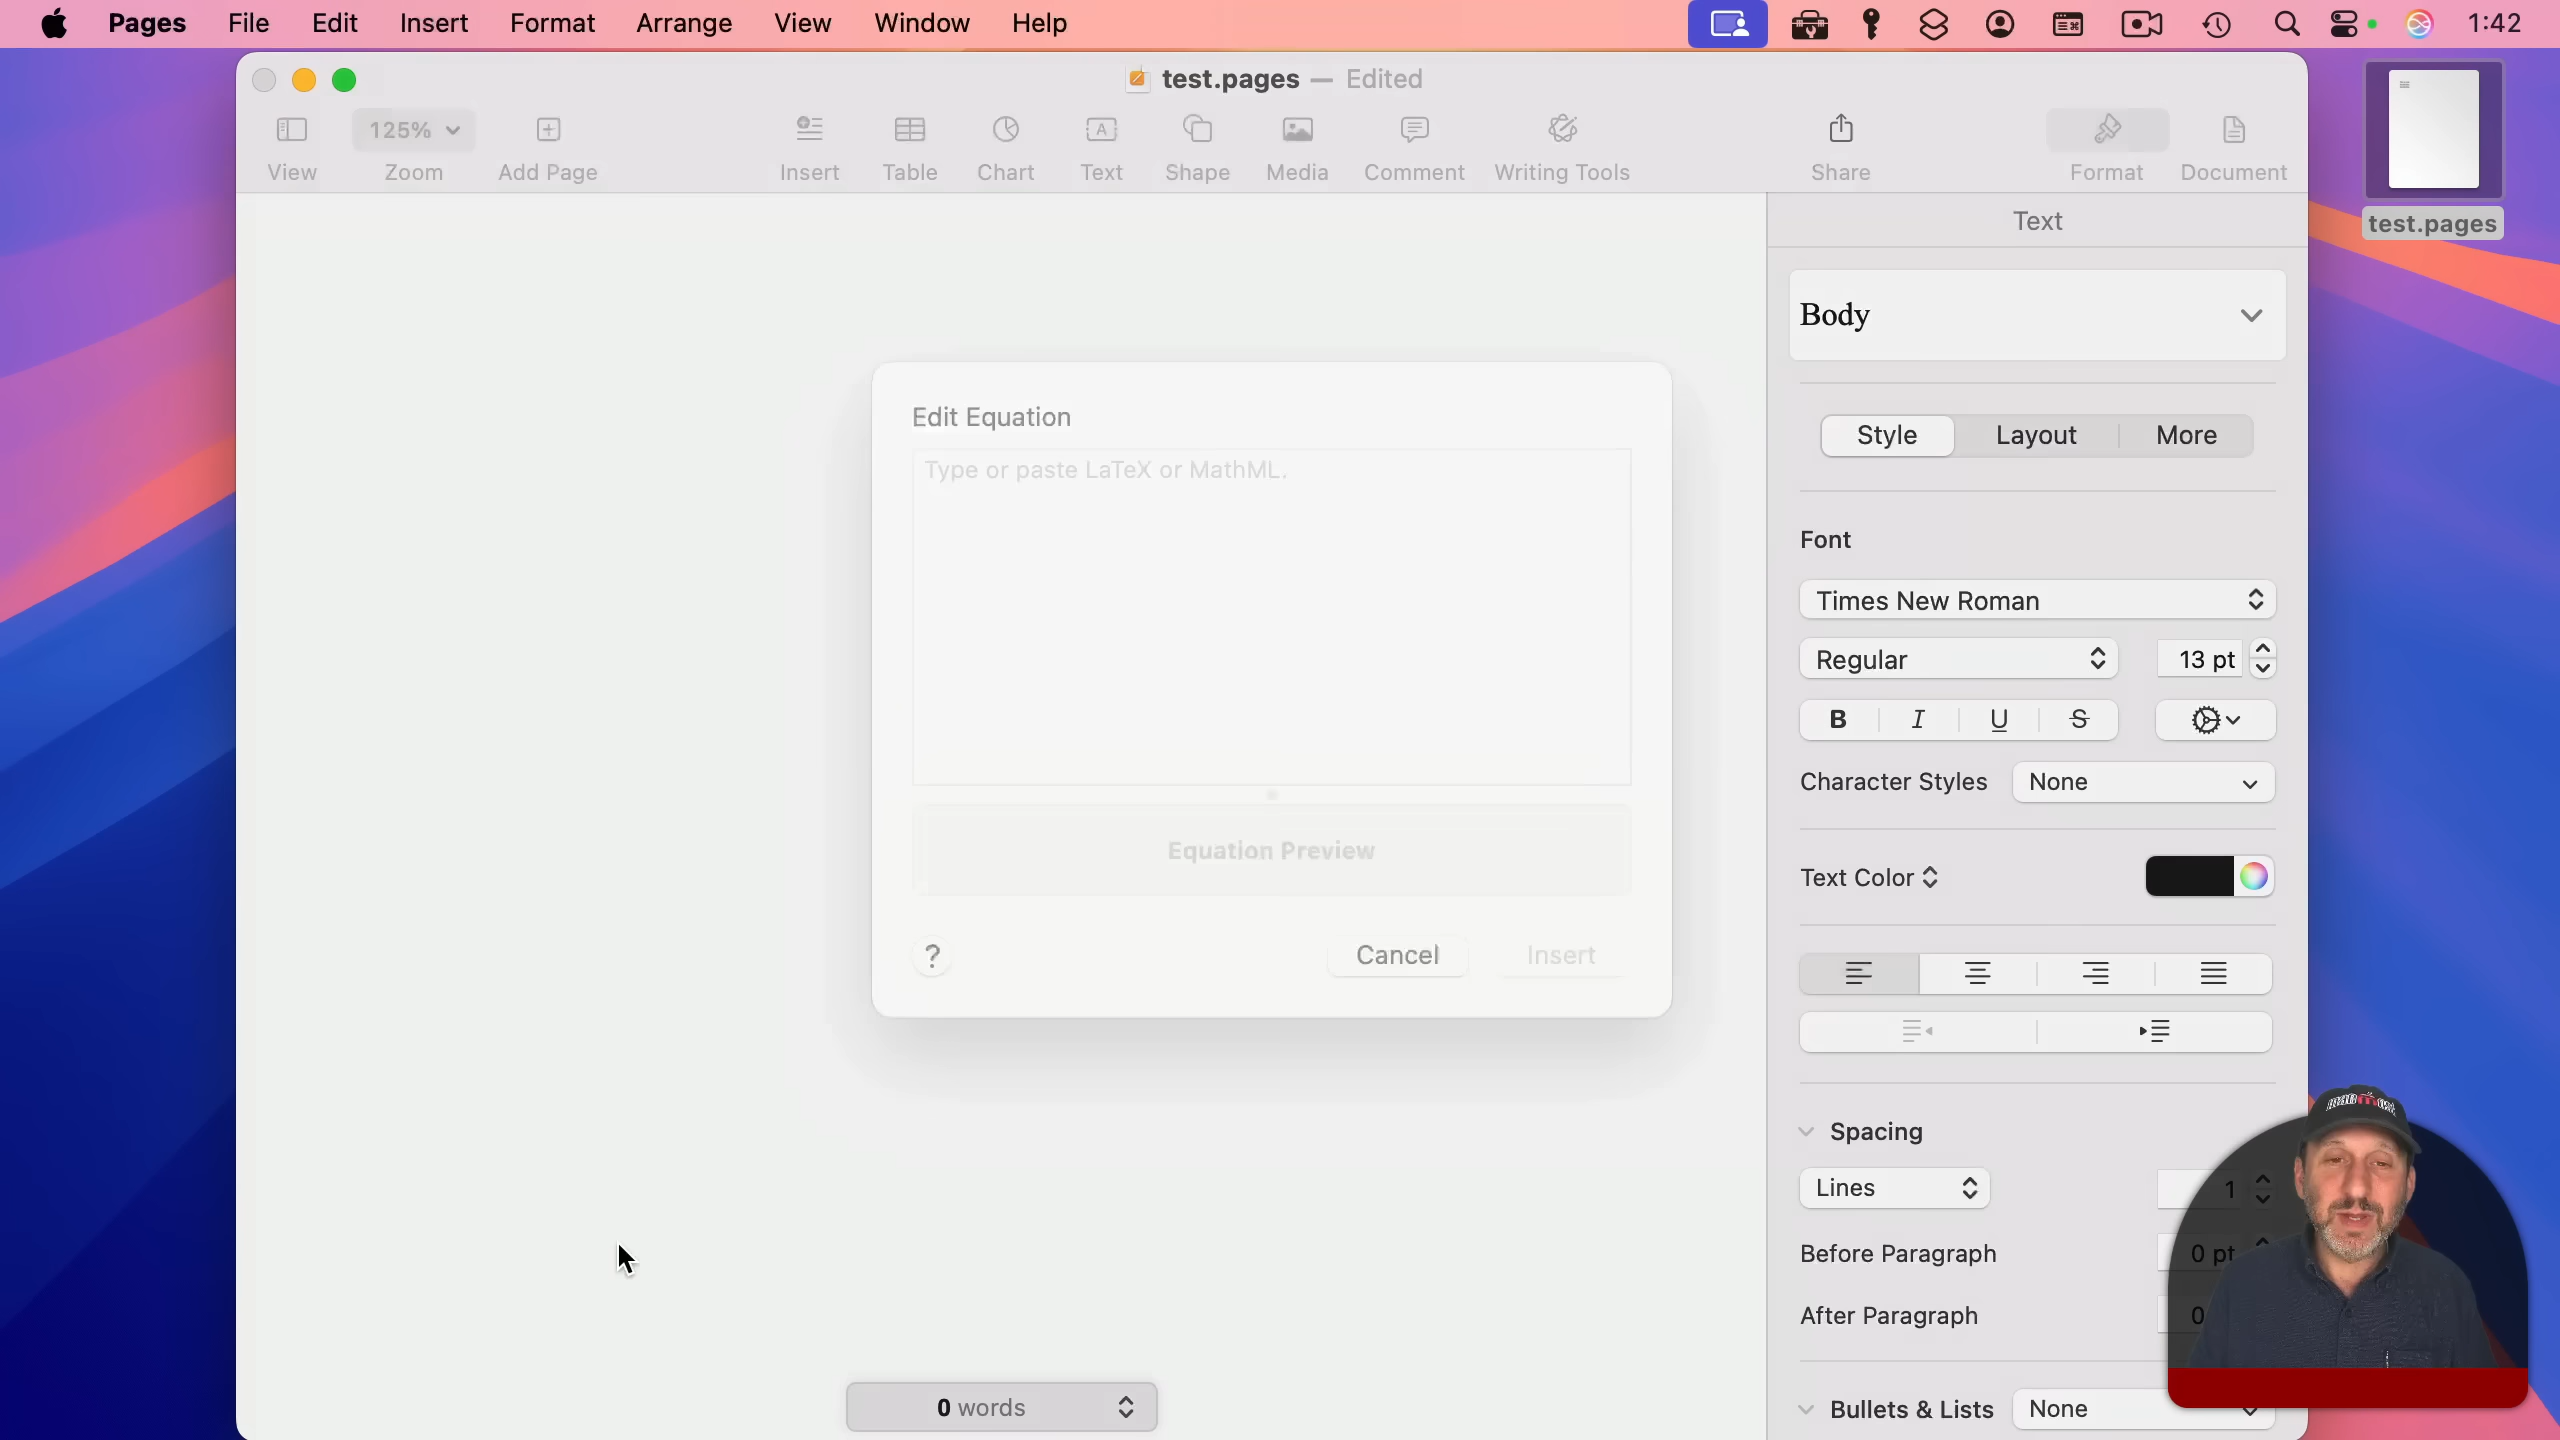 Pages File Edit Insert Format Arrange View Window Help 1:42
test.pages — Edited
125%
View Zoom Add Page Insert Table Chart Text Shape Media Comment Writing Tools Share Format Document
test.pages
Text
Body
Style Layout More
Edit Equation
Type or paste LaTeX or MathML.
Equation Preview
? Cancel Insert
Font
Times New Roman
Regular 13 pt
B I U S
Character Styles None
Text Color
Spacing
Lines 1
Before Paragraph 0 pt
After Paragraph 0
Bullets & Lists None
0 words